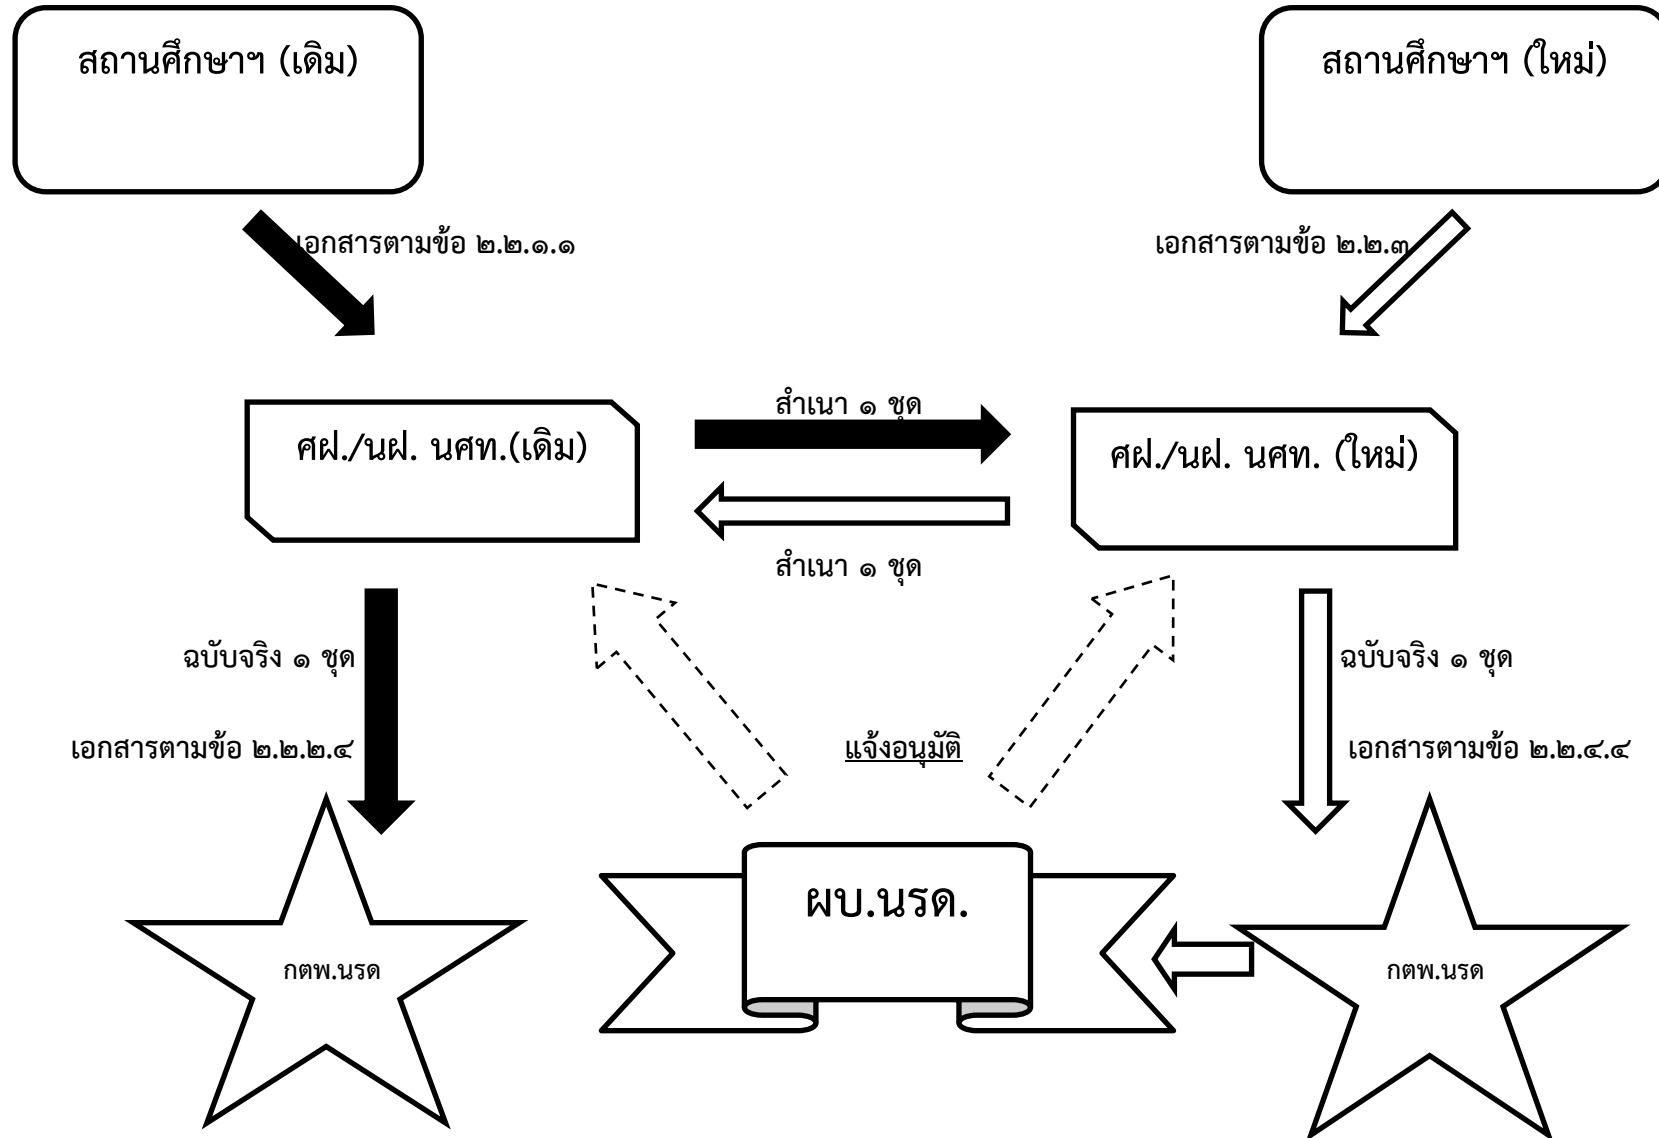 สถานศึกษาฯ (เดิม)
สถานศึกษาฯ (ใหม่)
เอกสารตามข้อ ๒.๒.๑.๑
เอกสารตามข้อ ๒.๒.๓
สำเนา ๑ ชุด
ศฝ./นฝ. นศท.(เดิม)
ศฝ./นฝ. นศท. (ใหม่)
สำเนา ๑ ชุด
ฉบับจริง ๑ ชุด
ฉบับจริง ๑ ชุด
เอกสารตามข้อ ๒.๒.๒.๔
แจ้งอนุมัติ
เอกสารตามข้อ ๒.๒.๔.๔
ผบ.นรด.
กตพ.นรด
กตพ.นรด